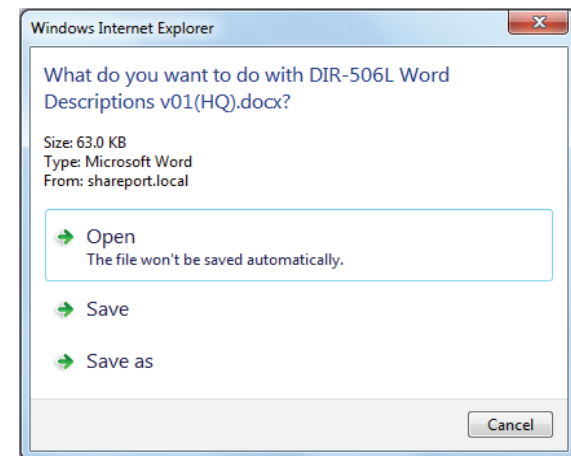 Windows Internet Explorer
What do you want to do with DIR-506L Word
Descriptions v01(HQ).docx?
Size: 63.0 KB
Type: Microsoft Word
From: shareport.local
Open
The file won't be saved automatically.
Save
Save as
Cancel